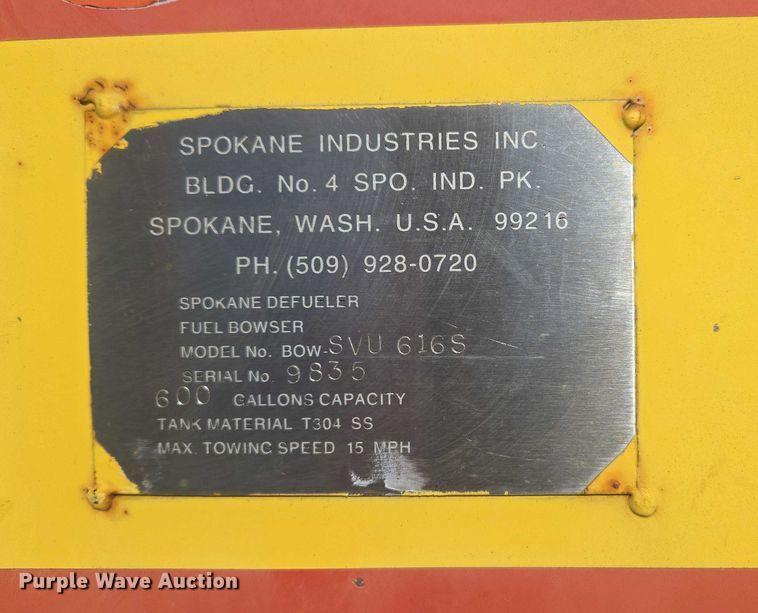 SPOKANE INDUSTRIES INC.
BLDG. No. 4 SPO. IND. PK.
SPOKANE, WASH. U.S.A. 99216
PH. (509) 928-0720
SPOKANE DEFUELER
FUEL BOWSER
MODEL No. BOW-SVU 616S
SERIAL No. 9835
600 GALLONS CAPACITY
TANK MATERIAL T304 SS
MAX. TOWING SPEED 15 MPH
Purple Wave Auction